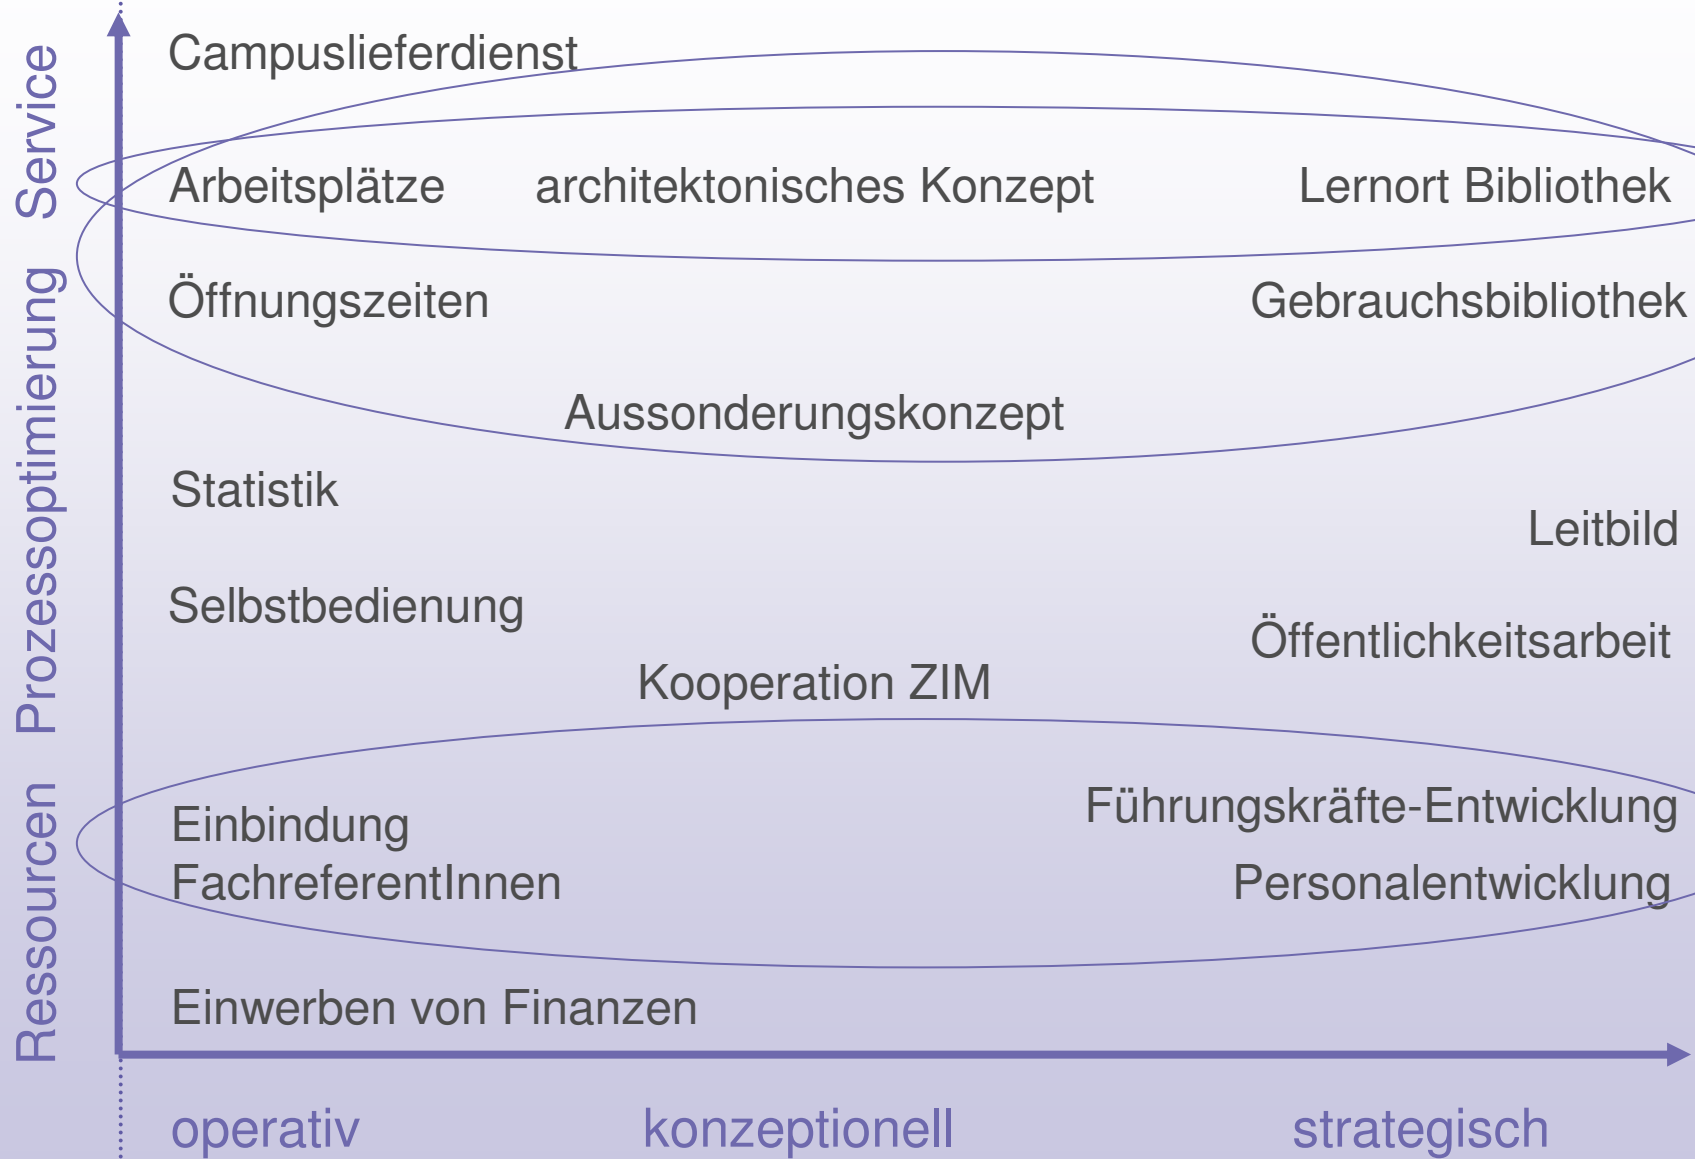 Service
Prozessoptimierung
Ressourcen
Campuslieferdienst
Arbeitsplätze architektonisches Konzept Lernort Bibliothek
Öffnungszeiten Gebrauchsbibliothek
Aussonderungskonzept
Statistik
Leitbild
Selbstbedienung
Öffentlichkeitsarbeit
Kooperation ZIM
Führungskräfte-Entwicklung
Einbindung
FachreferentInnen Personalentwicklung
Einwerben von Finanzen
operativ konzeptionell strategisch